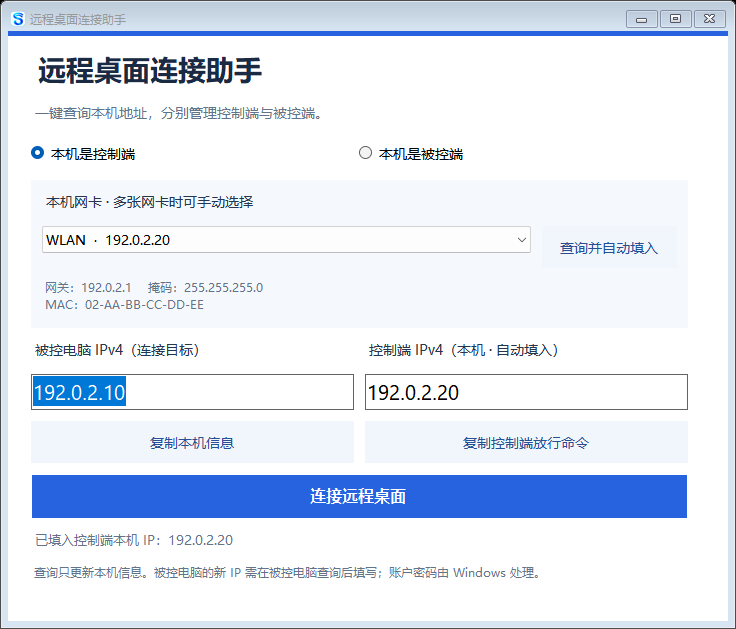 远程桌面连接助手
远程桌面连接助手
一键查询本机地址，分别管理控制端与被控端。
本机是控制端
本机是被控端
本机网卡 · 多张网卡时可手动选择
WLAN · 192.0.2.20
查询并自动填入
网关：192.0.2.1 掩码：255.255.255.0
MAC：02-AA-BB-CC-DD-EE
被控电脑 IPv4（连接目标）
控制端 IPv4（本机 · 自动填入）
192.0.2.10
192.0.2.20
复制本机信息
复制控制端放行命令
连接远程桌面
已填入控制端本机 IP：192.0.2.20
查询只更新本机信息。被控电脑的新 IP 需在被控电脑查询后填写；账户密码由 Windows 处理。